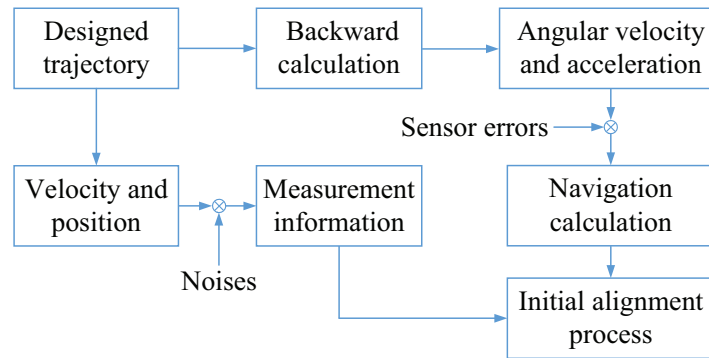 Designed
trajectory
Backward
calculation
Angular velocity
and acceleration
Sensor errors
Velocity and
position
Measurement
information
Navigation
calculation
Noises
Initial alignment
process